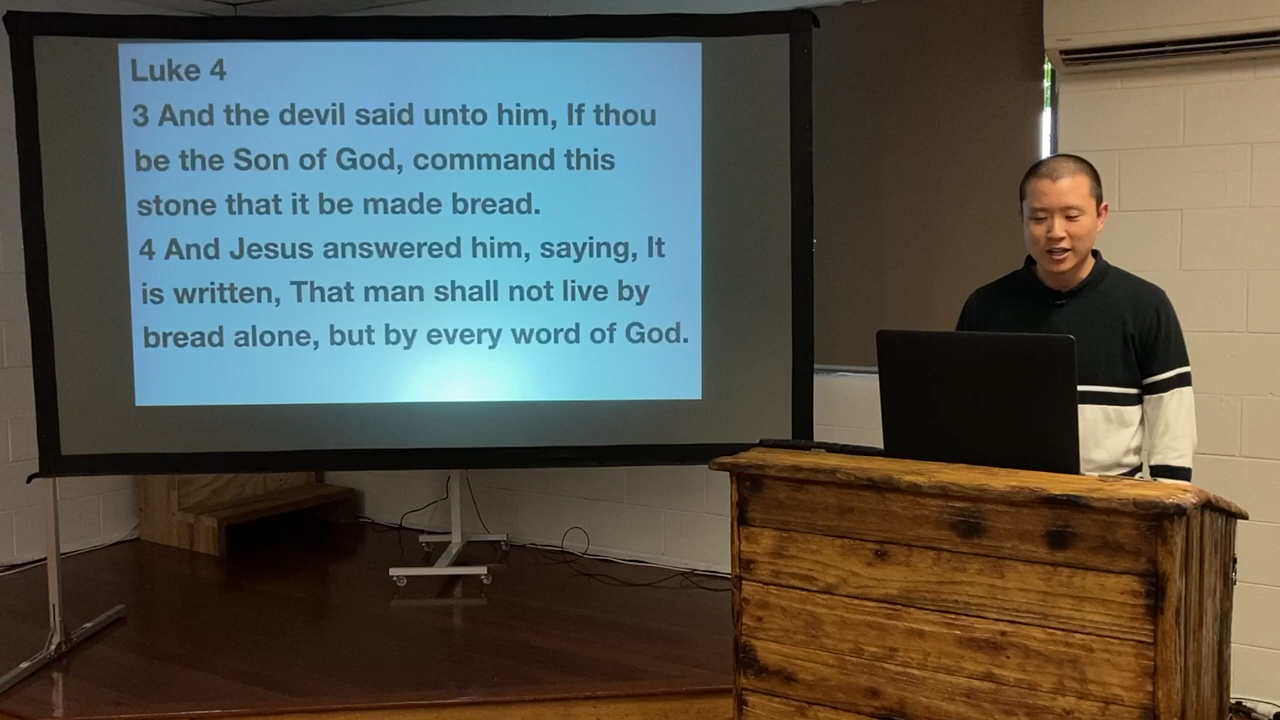 Luke 4
3 And the devil said unto him, If thou
be the Son of God, command this
stone that it be made bread.
4 And Jesus answered him, saying, It
is written, That man shall not live by
bread alone, but by every word of God.